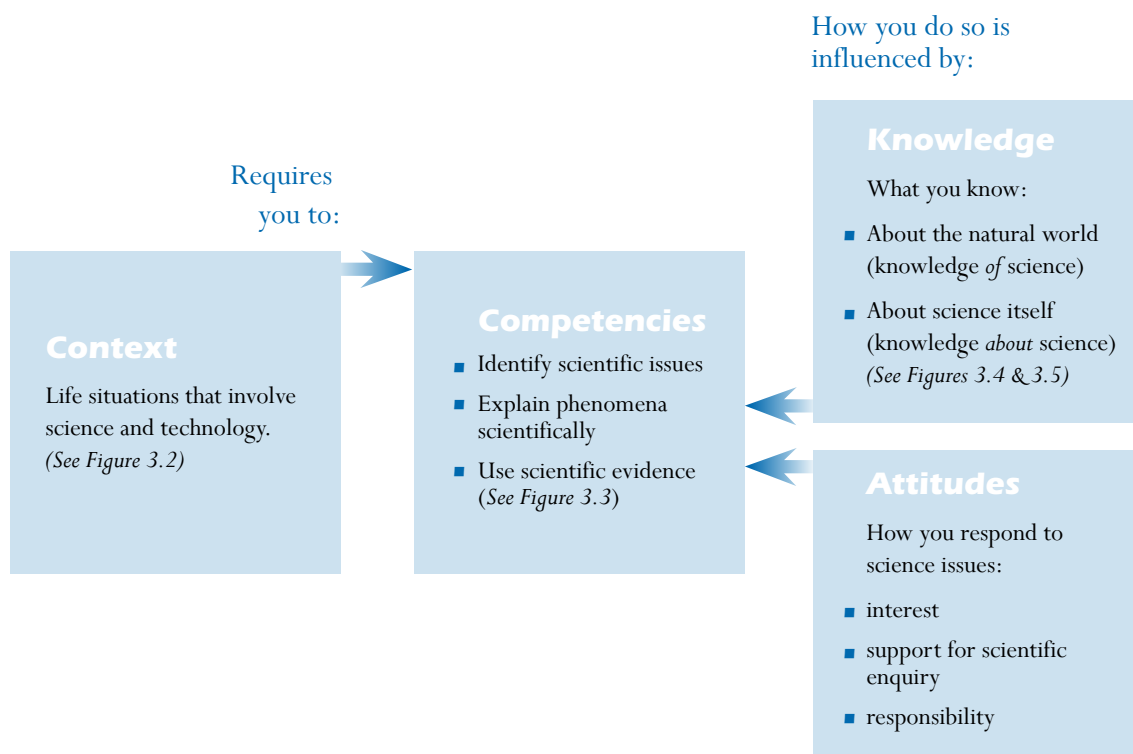 Requires
you to:
Context
Life situations that involve
science and technology.
(See Figure 3.2)
Competencies
■ Identify scientific issues
■ Explain phenomena
scientifically
■ Use scientific evidence
(See Figure 3.3)
How you do so is
influenced by:
Knowledge
What you know:
■ About the natural world
(knowledge of science)
■ About science itself
(knowledge about science)
(See Figures 3.4 & 3.5)
Attitudes
How you respond to
science issues:
■ interest
■ support for scientific
enquiry
■ responsibility